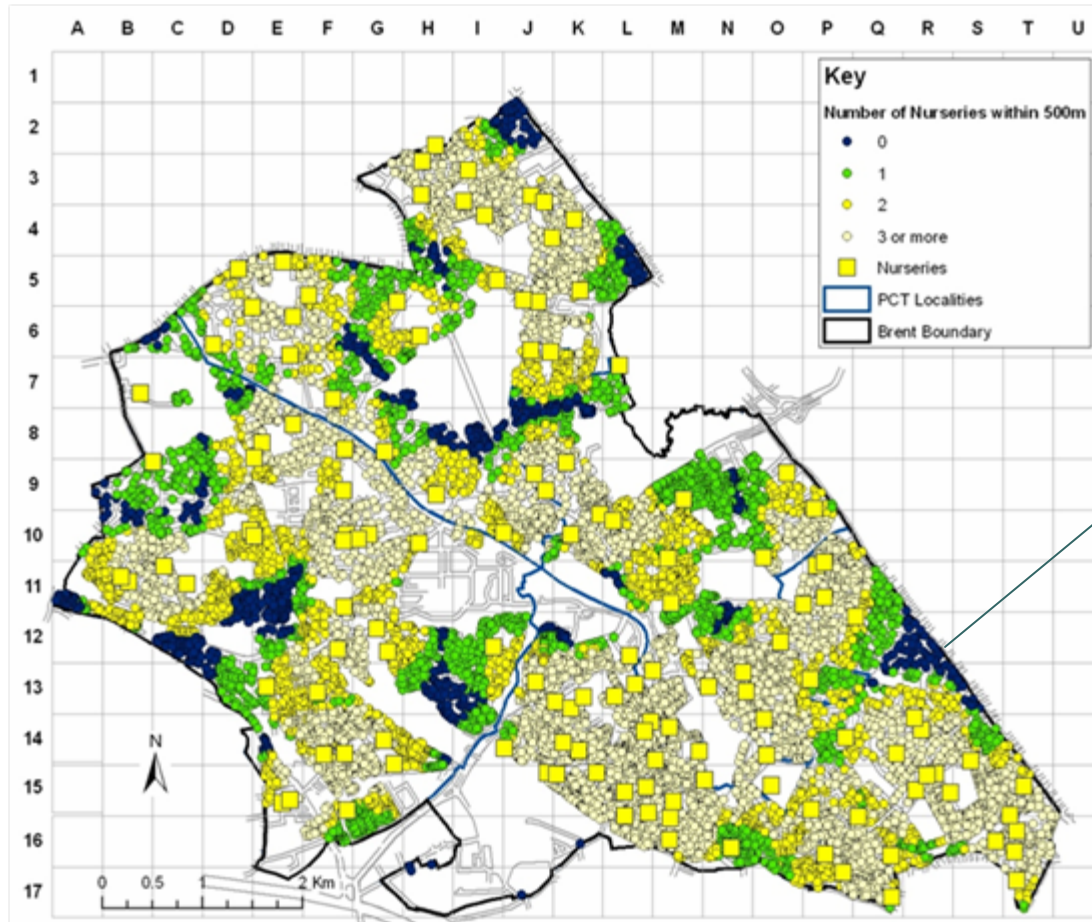 A B C D E F G H I J K L M N O P Q R S T U
1
2
3
4
5
6
7
8
9
10
11
12
13
14
15
16
17
Key
Number of Nurseries within 500m
0
1
2
3 or more
Nurseries
PCT Localities
Brent Boundary
N
0 0.5 1 2 Km